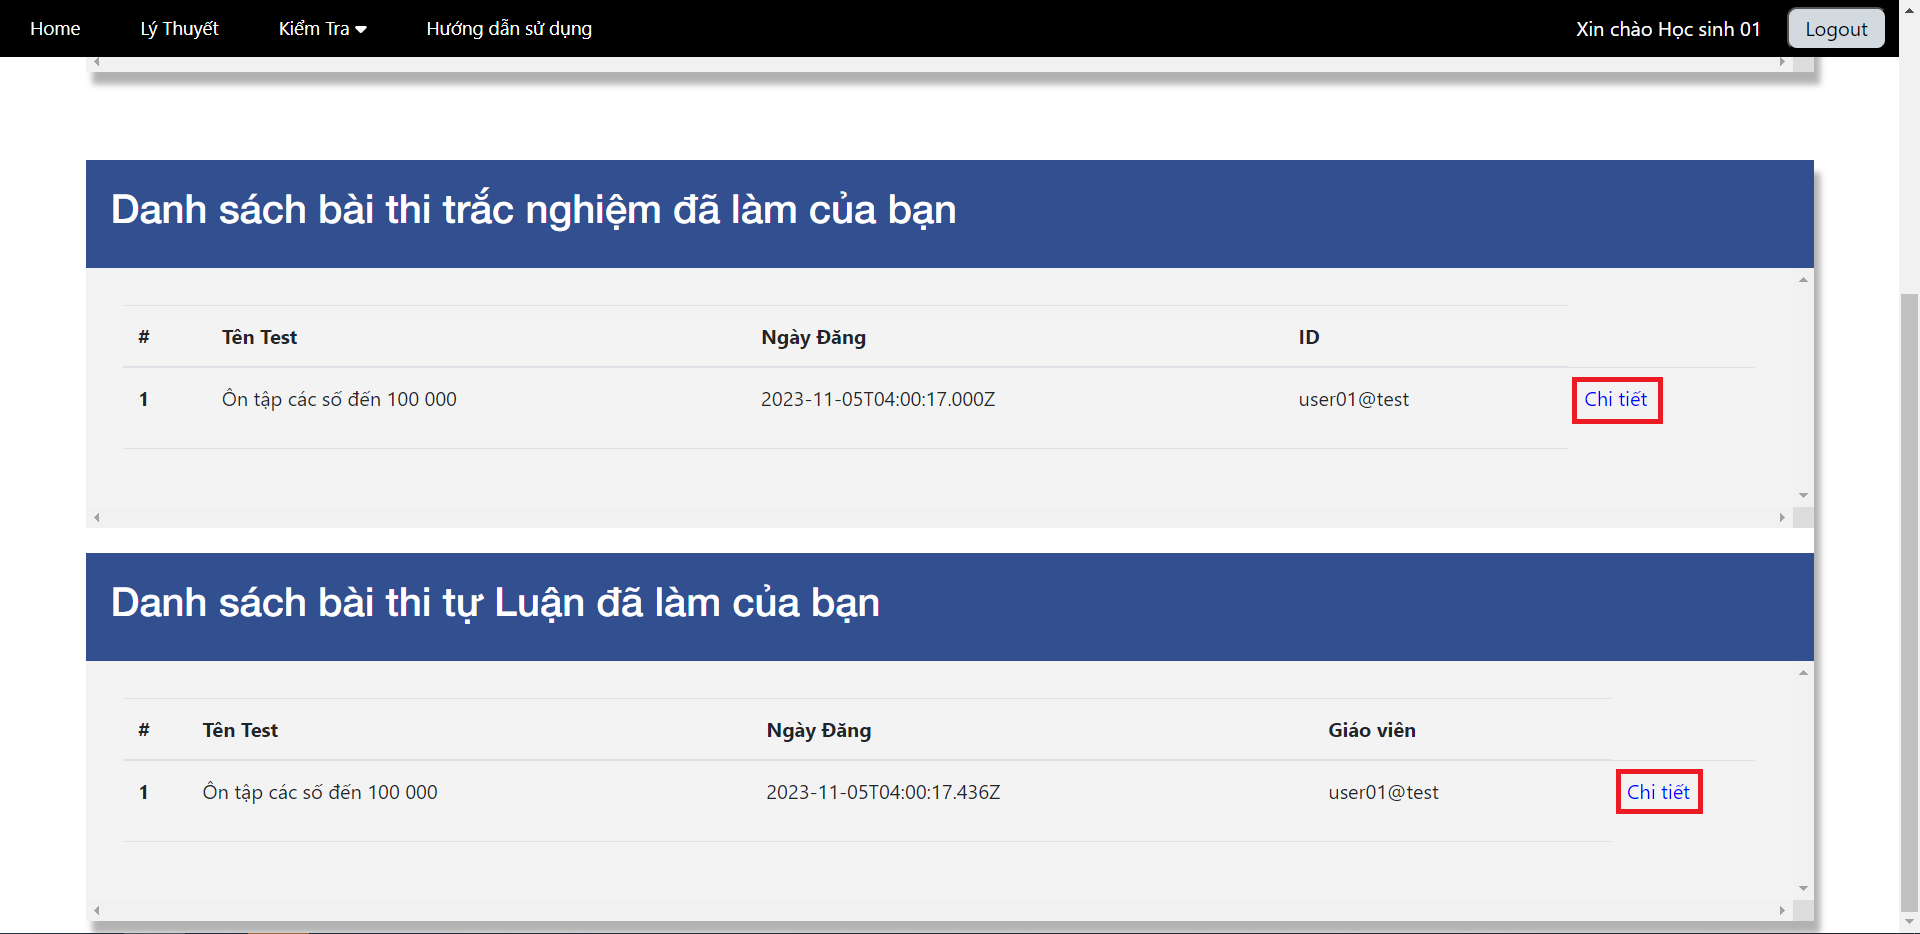 Home Lý Thuyết Kiểm Tra Hướng dẫn sử dụng Xin chào Học sinh 01 Logout
Danh sách bài thi trắc nghiệm đã làm của bạn
# Tên Test Ngày Đăng ID
1 Ôn tập các số đến 100 000 2023-11-05T04:00:17.000Z user01@test Chi tiết
Danh sách bài thi tự Luận đã làm của bạn
# Tên Test Ngày Đăng Giáo viên
1 Ôn tập các số đến 100 000 2023-11-05T04:00:17.436Z user01@test Chi tiết